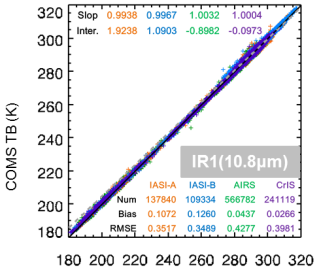 320
Slop 0.9938 0.9967 1.0032 1.0004
Inter. 1.9238 1.0903 -0.8982 -0.0973
300
280
260
240
220
200
180
COMS TB (K)
IR1(10.8μm)
IASI-A IASI-B AIRS CrIS
Num 137840 109334 566782 241119
Bias 0.1072 0.1260 0.0437 0.0266
RMSE 0.3517 0.3489 0.4277 0.3981
180 200 220 240 260 280 300 320